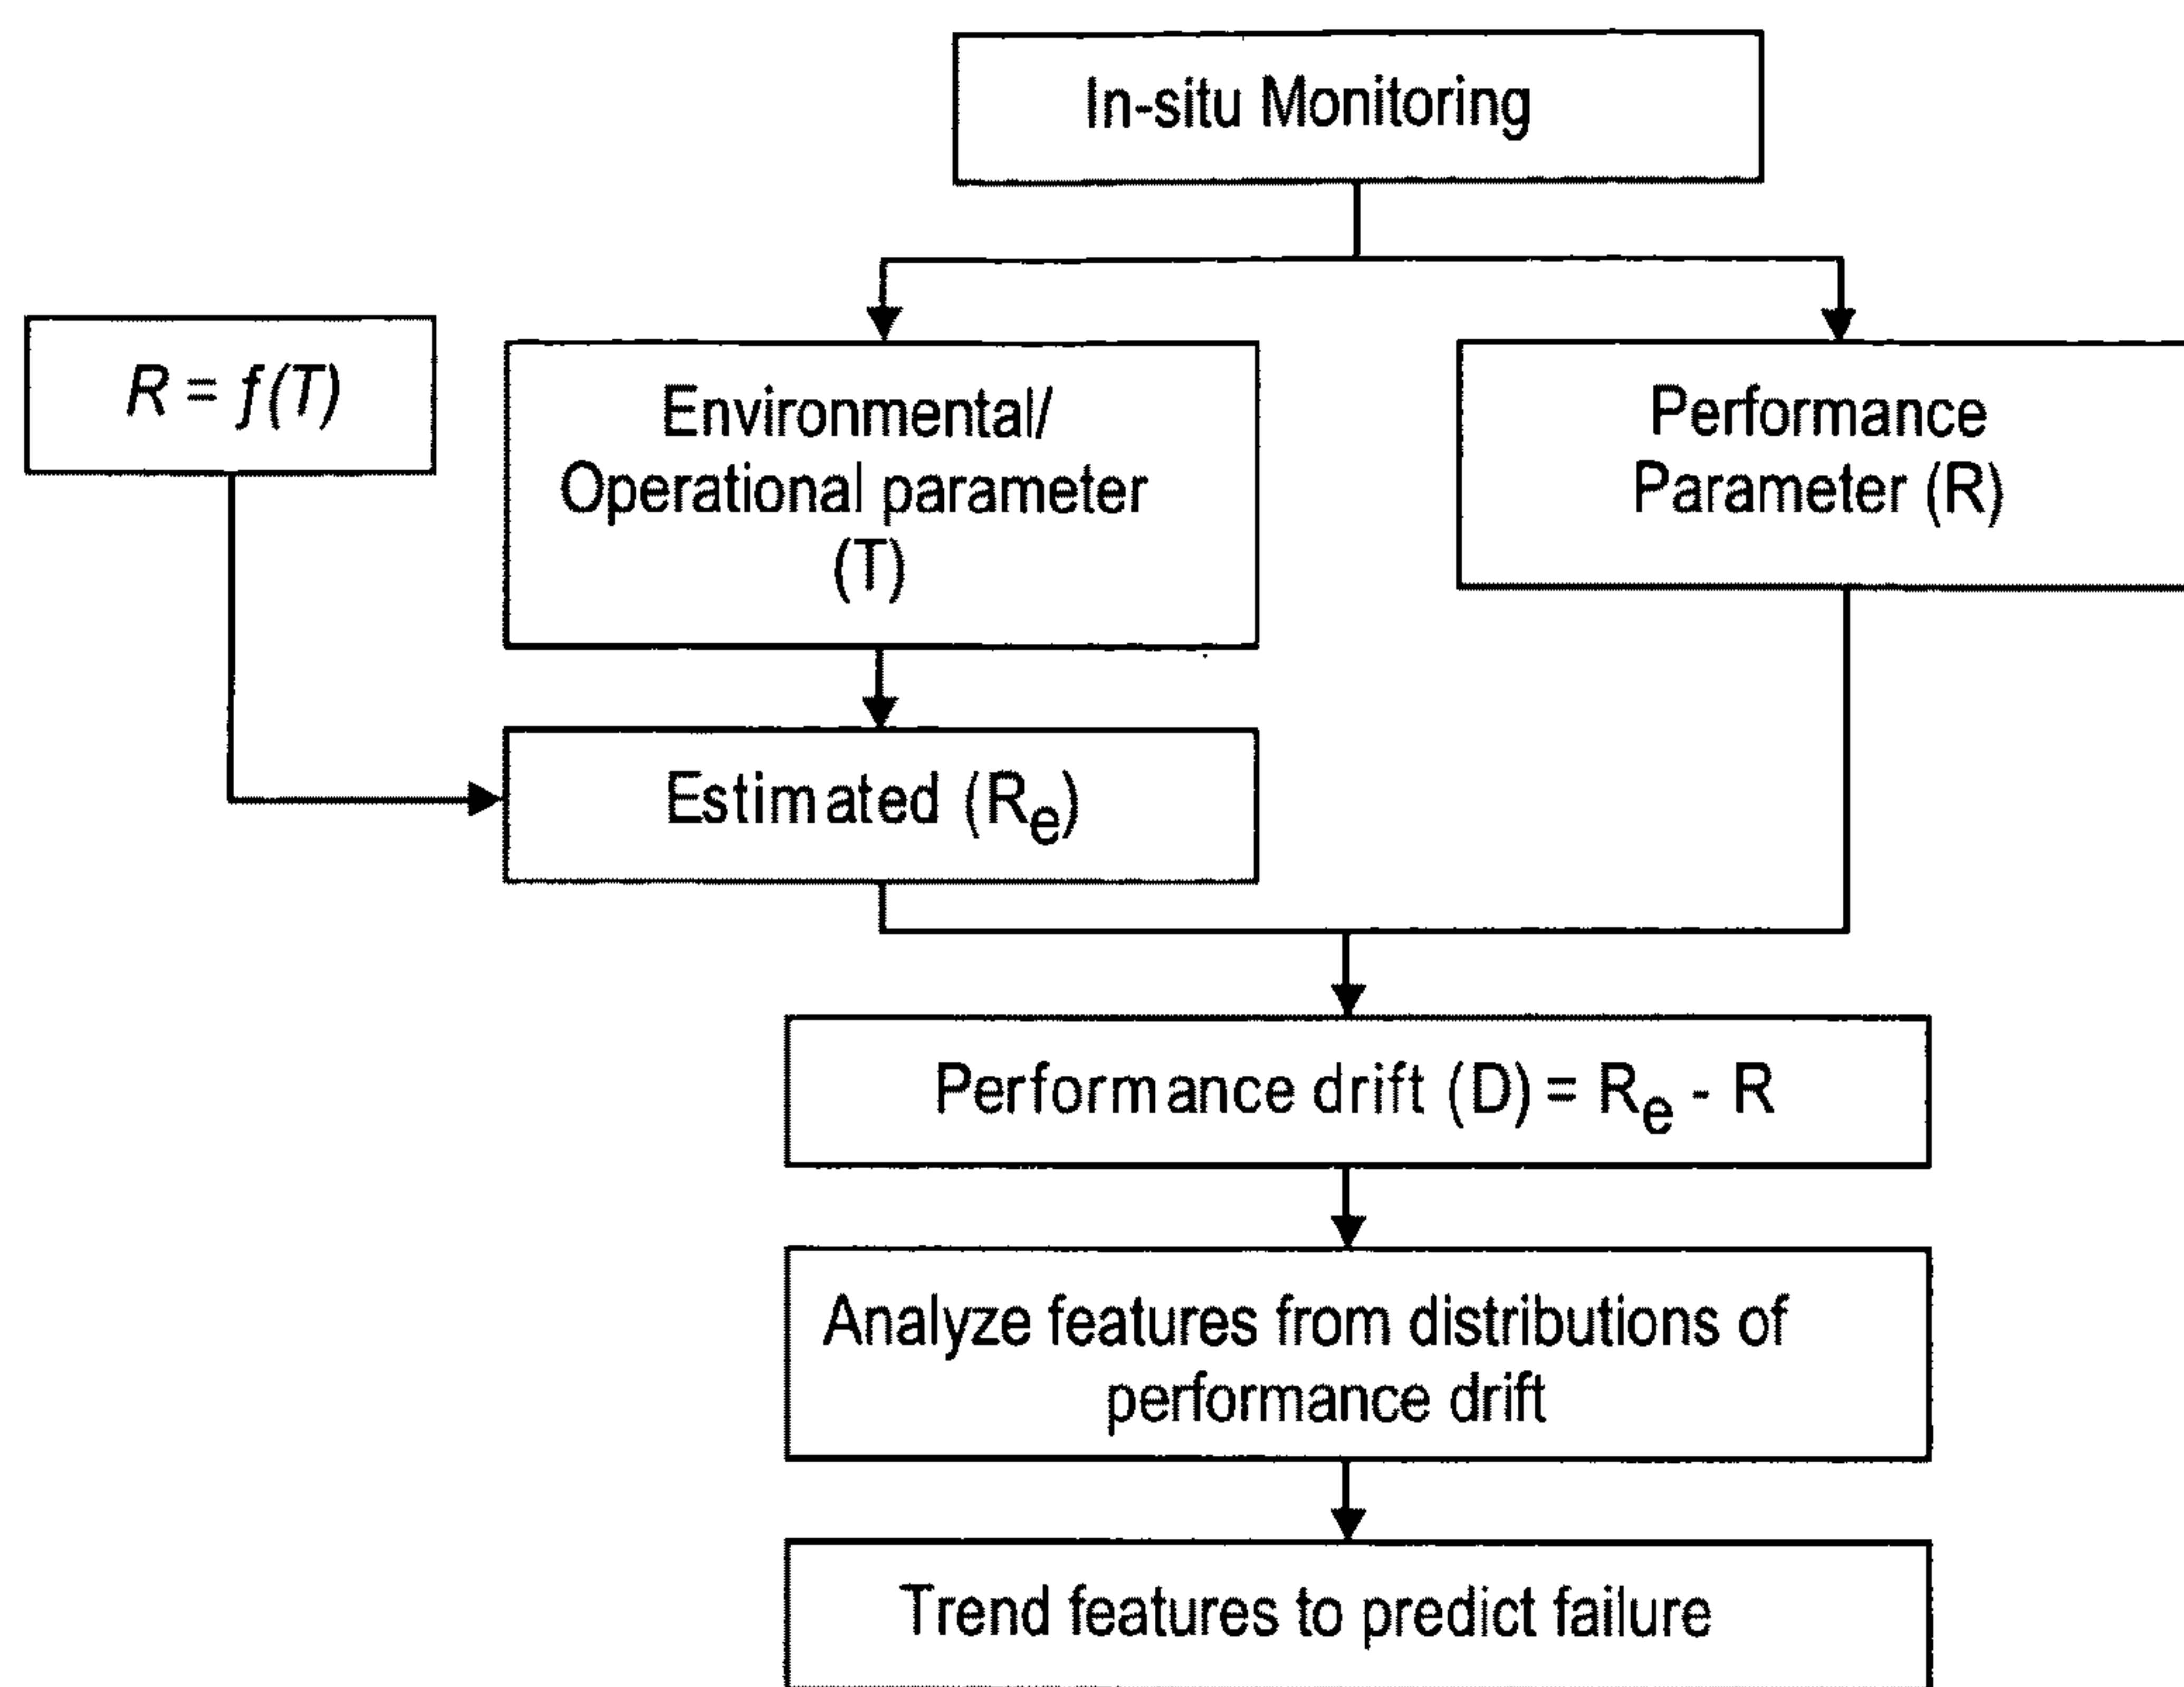 In-situ Monitoring
R = f(T)
Environmental/
Operational parameter
(T)
Performance
Parameter (R)
Estimated (Re)
Performance drift (D) = Re - R
Analyze features from distributions of
performance drift
Trend features to predict failure